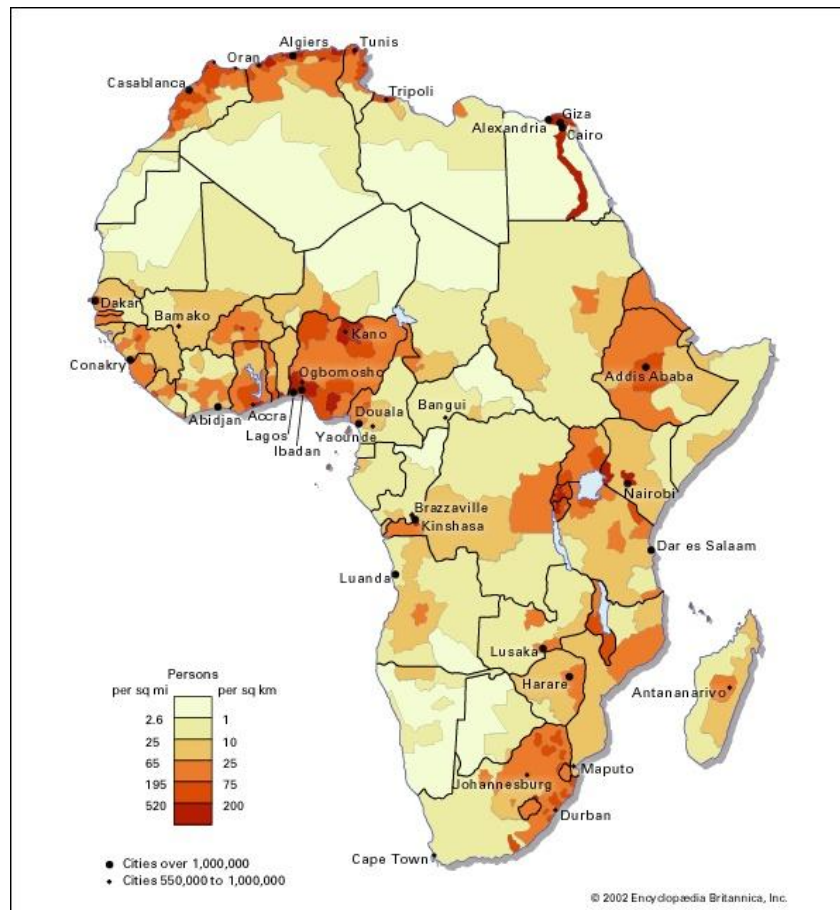 Algiers
Tunis
Oran
Casablanca
Tripoli
Giza
Alexandria
Cairo
Dakar
Bamako
Kano
Conakry
Ogbomosho
Addis Ababa
Abidjan
Accra
Douala
Bangui
Lagos
Yaounde
Ibadan
Nairobi
Brazzaville
Kinshasa
Dar es Salaam
Luanda
Lusaka
Harare
Antananarivo
Maputo
Johannesburg
Durban
Cape Town
Persons
per sq mi per sq km
2.6 1
25 10
65 25
195 75
520 200
Cities over 1,000,000
Cities 550,000 to 1,000,000
© 2002 Encyclopædia Britannica, Inc.